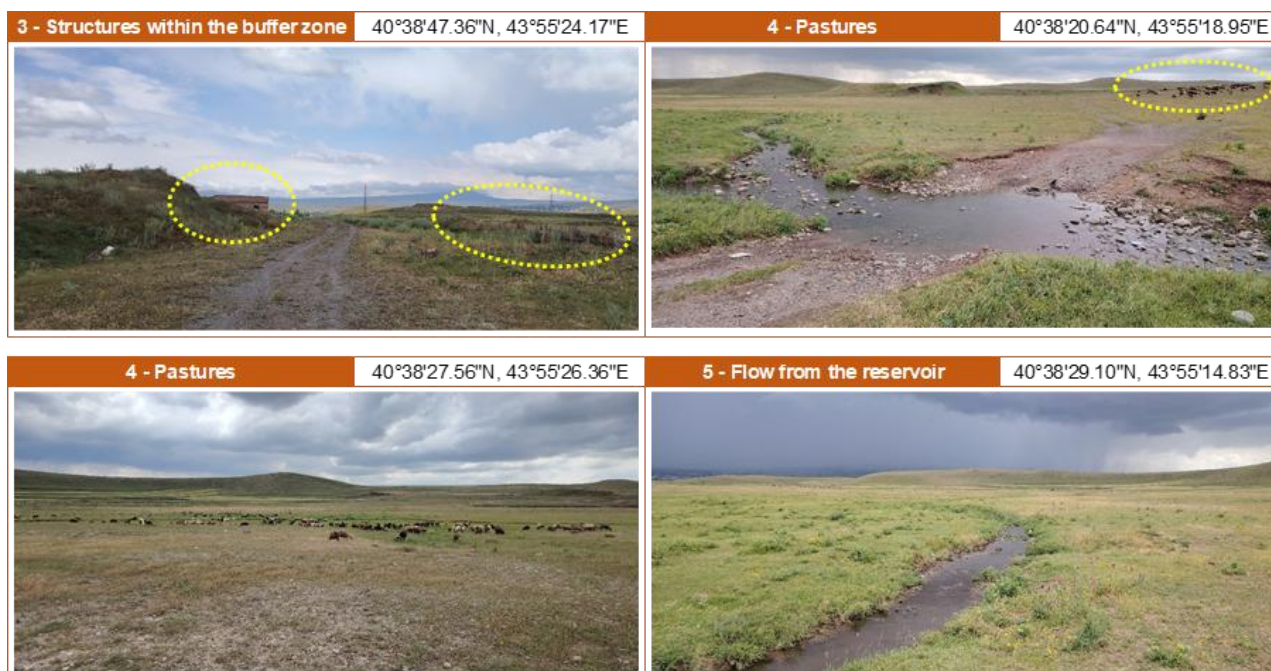 3 - Structures within the buffer zone 40°38'47.36"N, 43°55'24.17"E
4 - Pastures 40°38'20.64"N, 43°55'18.95"E
4 - Pastures 40°38'27.56"N, 43°55'26.36"E
5 - Flow from the reservoir 40°38'29.10"N, 43°55'14.83"E